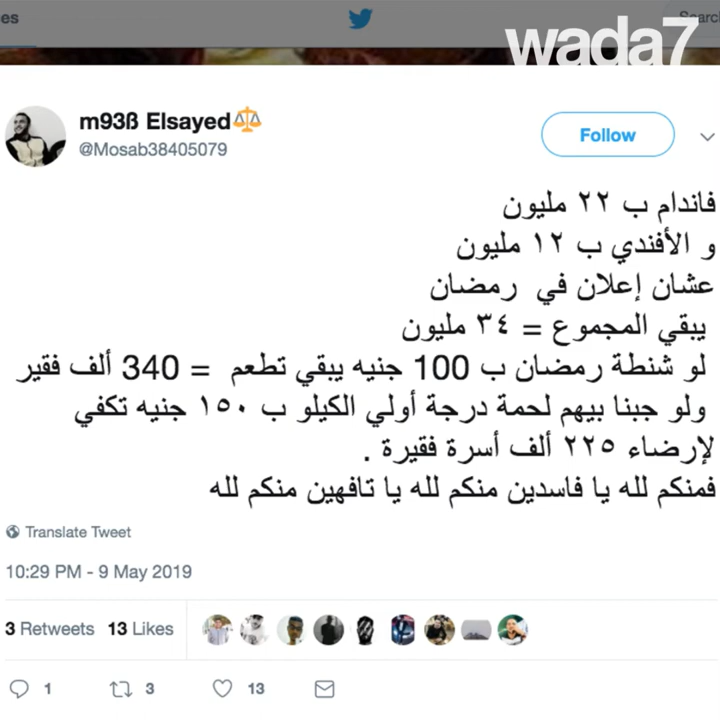 es
Searc
wada7
m93ß Elsayed⚖️
@Mosab38405079
Follow
فاندام ب ٢٢ مليون
و الأفندي ب ١٢ مليون
عشان إعلان في رمضان
يبقي المجموع = ٣٤ مليون
لو شنطة رمضان ب 100 جنيه يبقي تطعم = 340 ألف فقير
ولو جبنا بيهم لحمة درجة أولي الكيلو ب ١٥٠ جنيه تكفي
لإرضاء ٢٢٥ ألف أسرة فقيرة .
فمنكم لله يا فاسدين منكم لله يا تافهين منكم لله
Translate Tweet
10:29 PM - 9 May 2019
3 Retweets 13 Likes
1 3 13